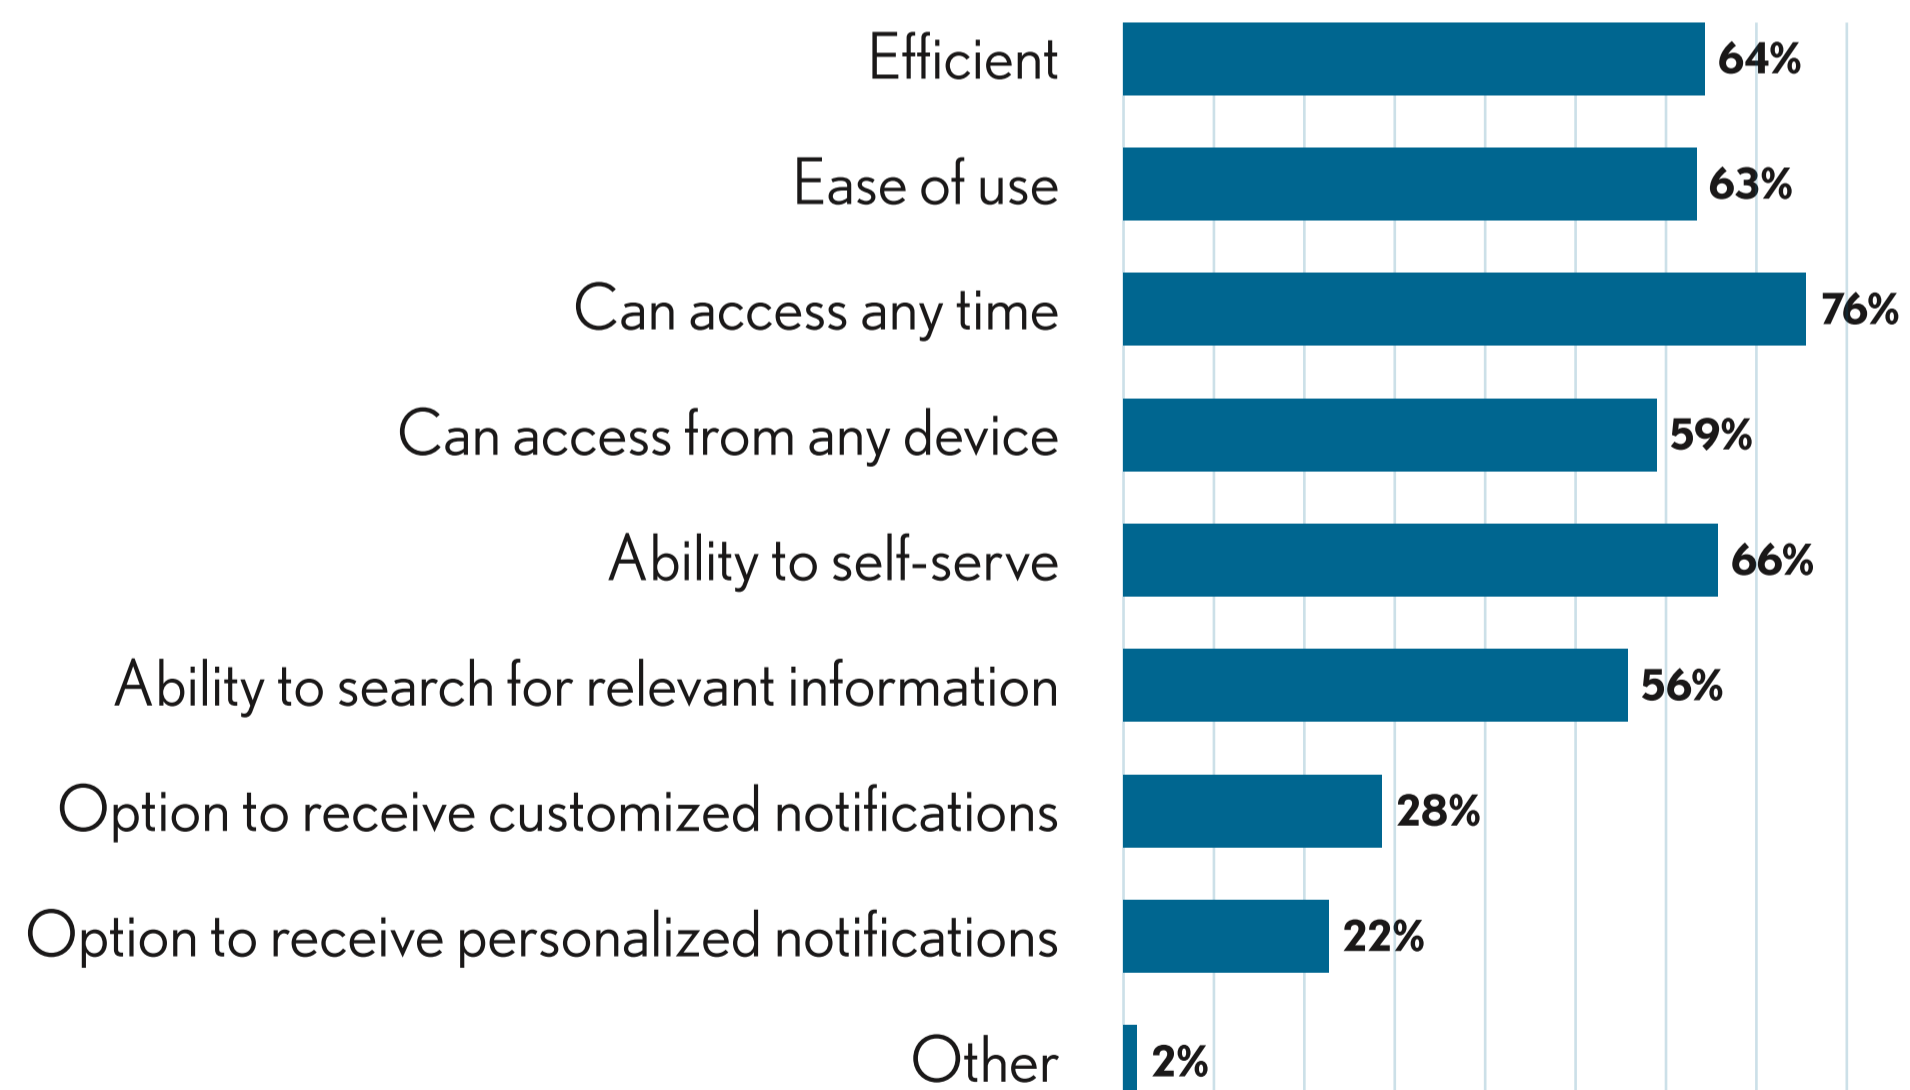 Efficient 64%
Ease of use 63%
Can access any time 76%
Can access from any device 59%
Ability to self-serve 66%
Ability to search for relevant information 56%
Option to receive customized notifications 28%
Option to receive personalized notifications 22%
Other 2%